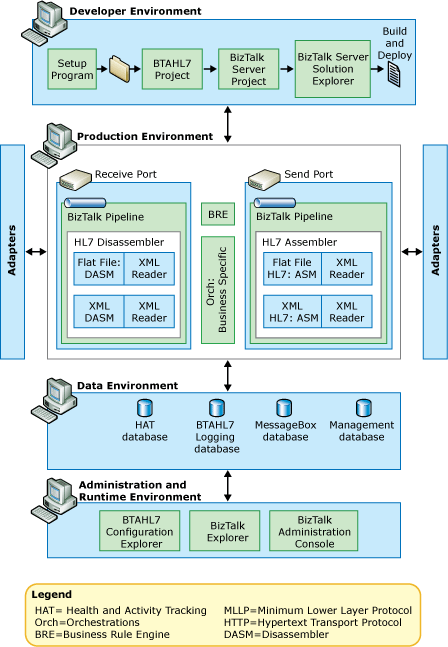 Developer Environment
Setup
Program
BTAHL7
Project
BizTalk
Server
Project
BizTalk Server
Solution
Explorer
Build
and
Deploy
Production Environment
Adapters
Receive Port
BizTalk Pipeline
HL7 Disassembler
Flat File:
DASM
XML
Reader
XML
DASM
XML
Reader
BRE
Orch:
Business Specific
Send Port
BizTalk Pipeline
HL7 Assembler
Flat File
HL7: ASM
XML
Reader
XML
HL7: ASM
XML
Reader
Adapters
Data Environment
HAT
database
BTAHL7
Logging
database
MessageBox
database
Management
database
Administration and
Runtime Environment
BTAHL7
Configuration
Explorer
BizTalk
Explorer
BizTalk
Administration
Console
Legend
HAT= Health and Activity Tracking
Orch=Orchestrations
BRE=Business Rule Engine
MLLP=Minimum Lower Layer Protocol
HTTP=Hypertext Transport Protocol
DASM=Disassembler